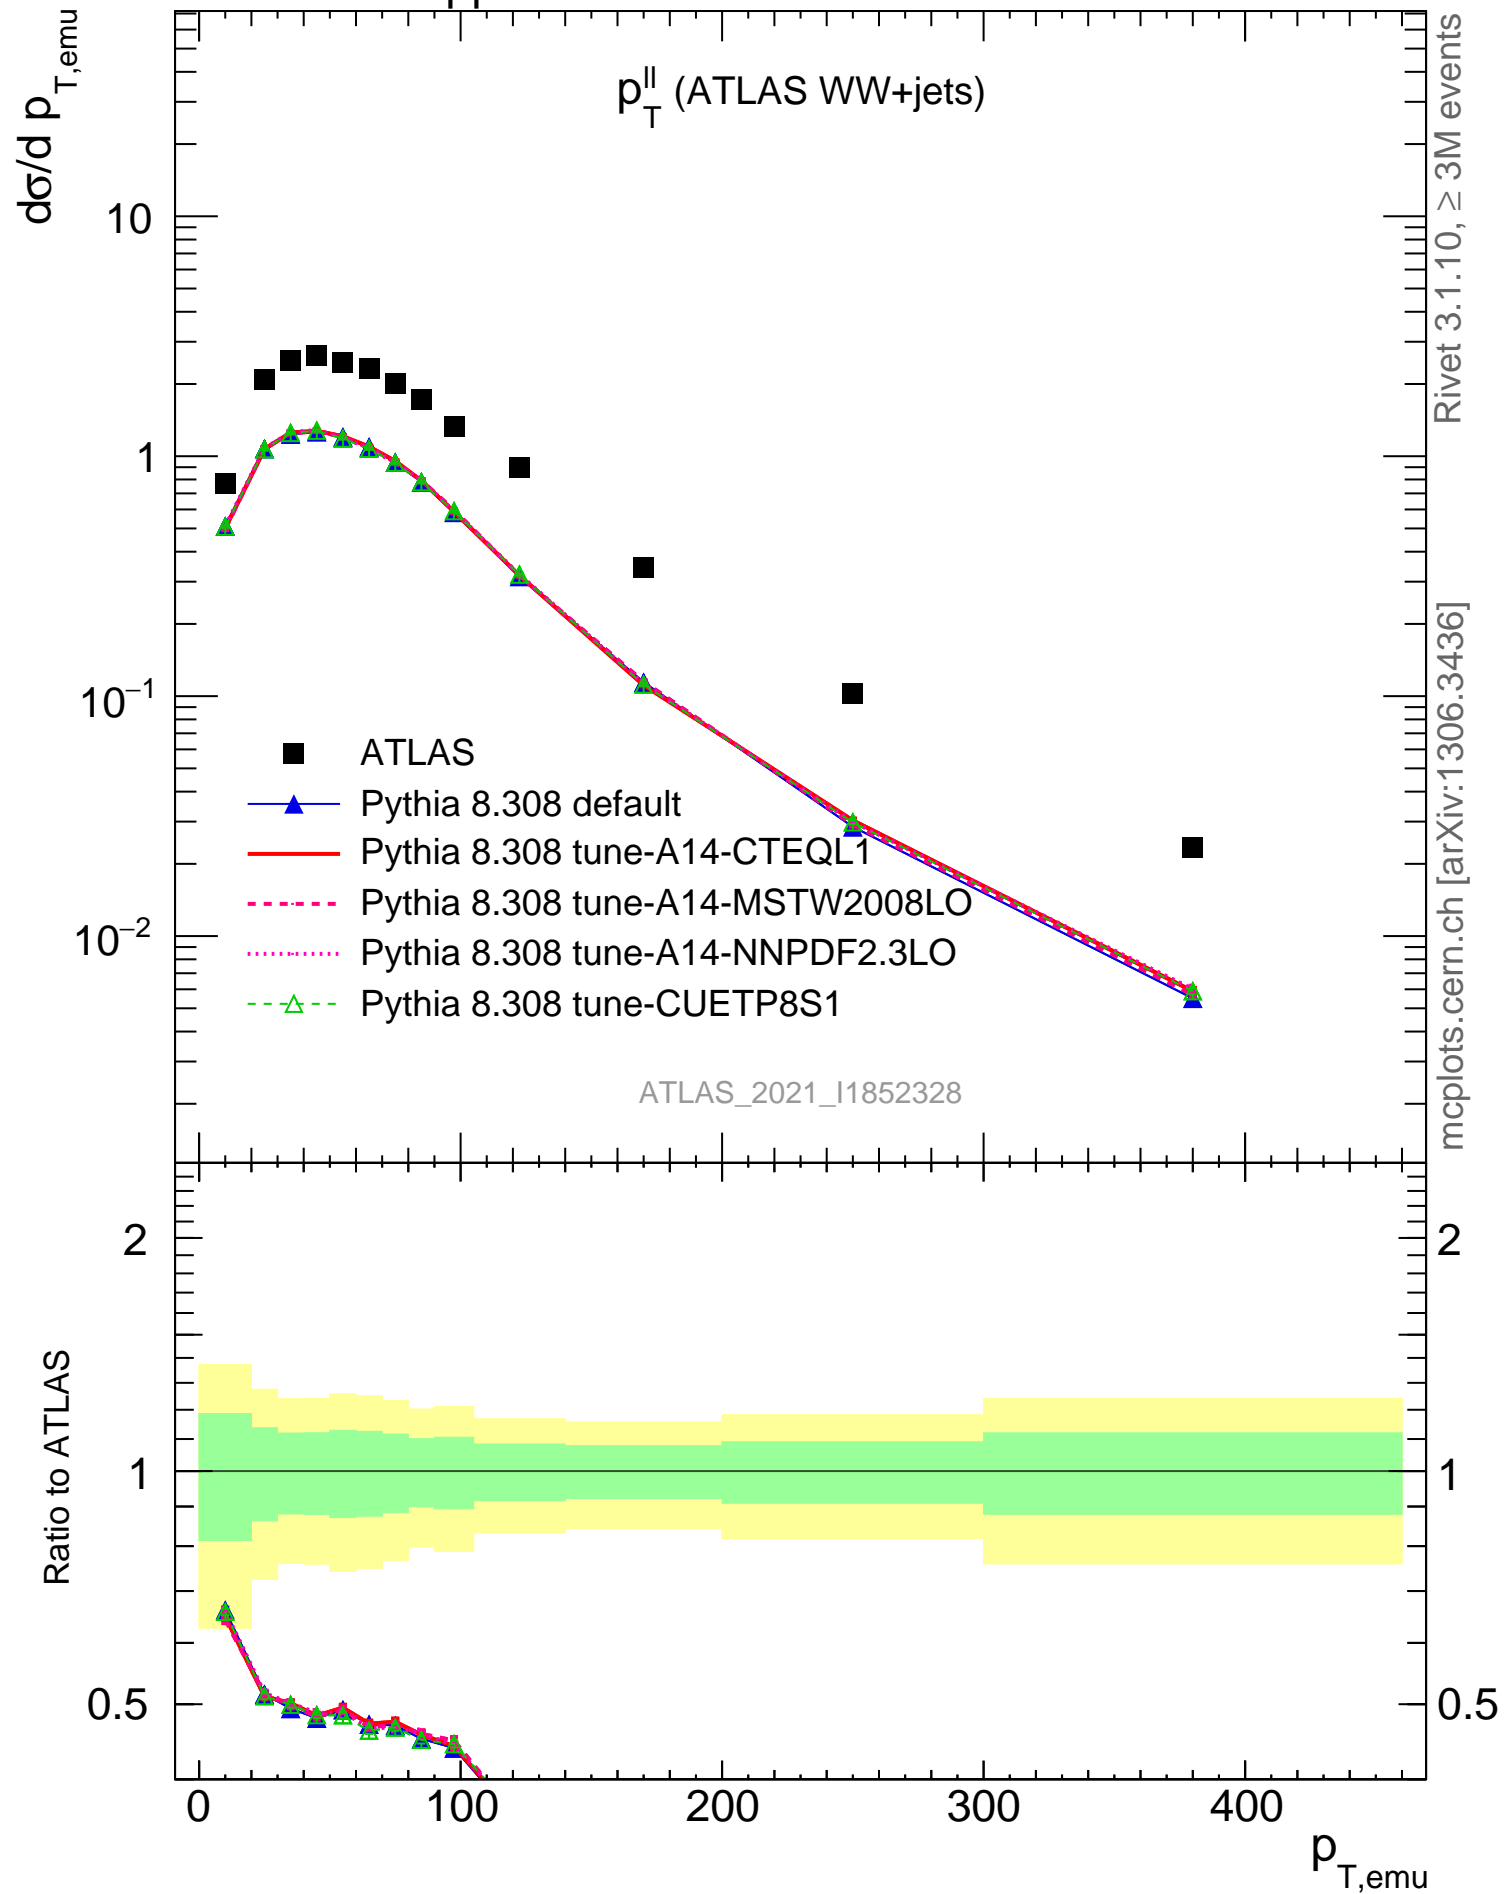 dσ/d p_T,emu
p_T^ll (ATLAS WW+jets)
10
1
10^−1
10^−2
ATLAS
Pythia 8.308 default
Pythia 8.308 tune-A14-CTEQL1
Pythia 8.308 tune-A14-MSTW2008LO
Pythia 8.308 tune-A14-NNPDF2.3LO
Pythia 8.308 tune-CUETP8S1
ATLAS_2021_I1852328
Rivet 3.1.10, ≥ 3M events
mcplots.cern.ch [arXiv:1306.3436]
Ratio to ATLAS
2
2
1
1
0.5
0.5
0
100
200
300
400
p_T,emu